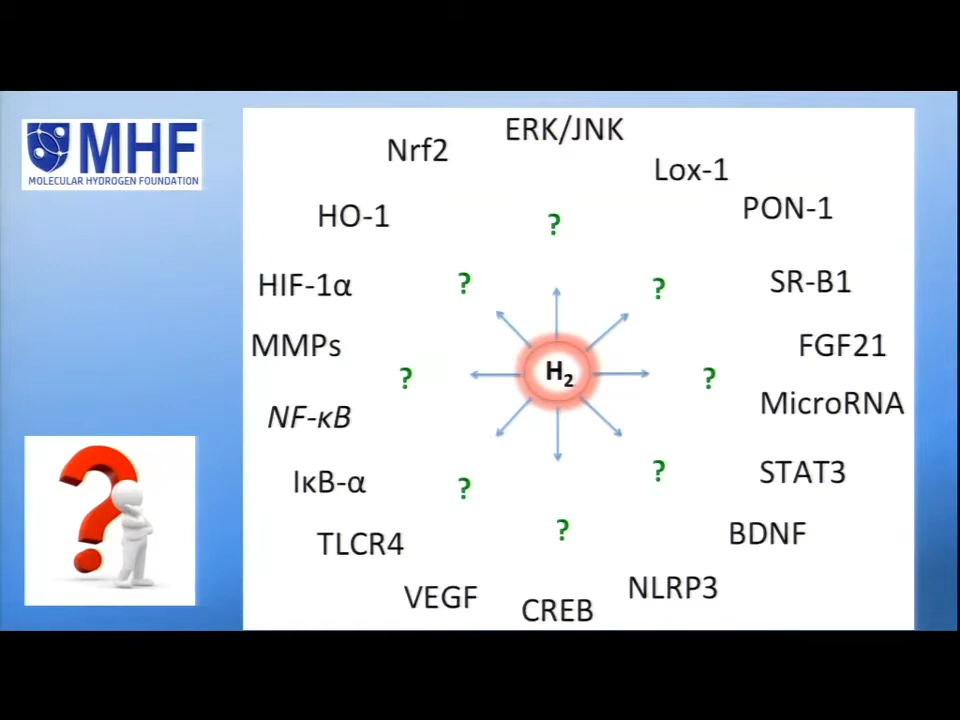 MHF
MOLECULAR HYDROGEN FOUNDATION
ERK/JNK
Nrf2
Lox-1
PON-1
HO-1
?
HIF-1α
?
?
SR-B1
MMPs
H₂
FGF21
?
?
MicroRNA
NF-κB
IκB-α
?
?
STAT3
TLCR4
?
BDNF
VEGF
CREB
NLRP3